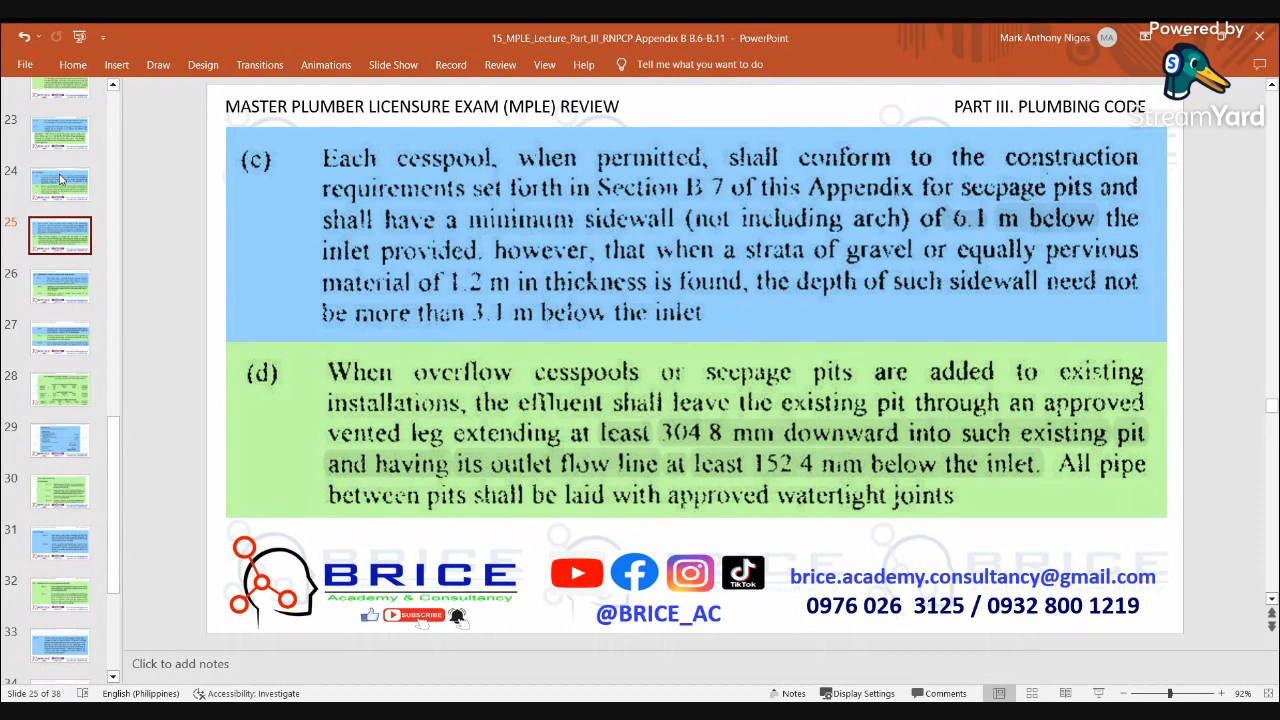 Powered by
StreamYard
15_MPLE_Lecture_Part_III_RNPCP Appendix B B.6-B.11 - PowerPoint
Mark Anthony Nigos
MA
File
Home
Insert
Draw
Design
Transitions
Animations
Slide Show
Record
Review
View
Help
Tell me what you want to do
23
24
25
26
27
28
29
30
31
32
33
34
MASTER PLUMBER LICENSURE EXAM (MPLE) REVIEW
PART III. PLUMBING CODE
(c) Each cesspool, when permitted, shall conform to the construction
requirements set forth in Section B 7 of this Appendix for seepage pits and
shall have a minimum sidewall (not including arch) of 6.1 m below the
inlet provided. however, that when a strata of gravel or equally pervious
material of 1.2 m in thickness is found, the depth of such sidewall need not
be more than 3.1 m below the inlet
(d) When overflow cesspools or seepage pits are added to existing
installations, the effluent shall leave the existing pit through an approved
vented leg extending at least 304 8 mm downward into such existing pit
and having its outlet flow line at least 152 4 mm below the inlet. All pipe
between pits shall be laid with approved watertight joints
BRICE
Academy & Consultancy
SUBSCRIBE
TikTok
@BRICE_AC
brice.academy.consultancy@gmail.com
0976 026 3125 / 0932 800 1219
Click to add notes
Slide 25 of 38
English (Philippines)
Accessibility: Investigate
Notes
Display Settings
Comments
92%